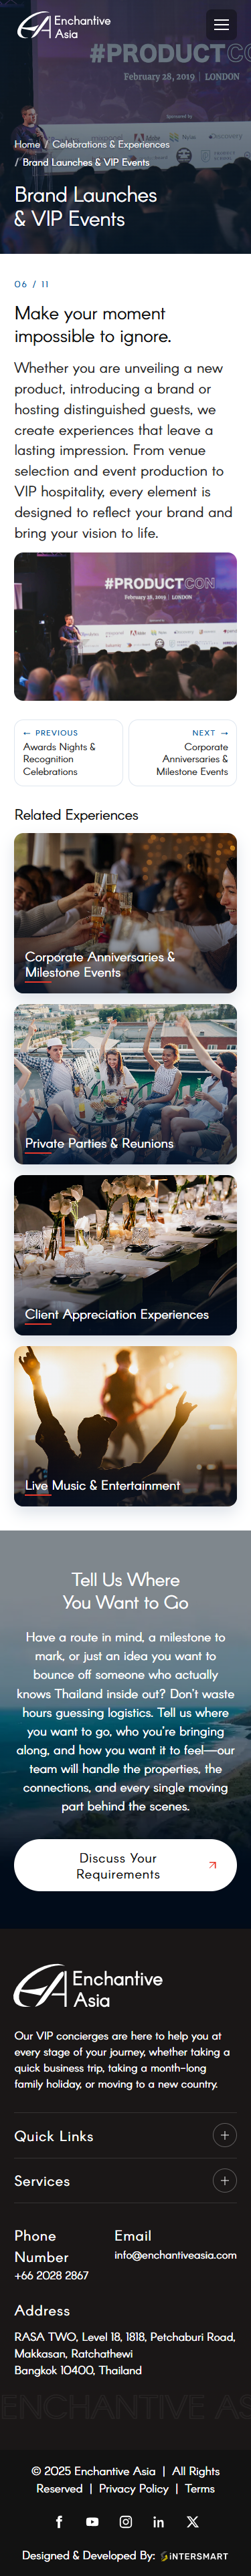 Enchantive
Asia
#PRODUCTCO
February 28, 2019 | LONDON
Home / Celebrations & Experiences
/ Brand Launches & VIP Events
Brand Launches
& VIP Events
06 / 11
Make your moment
impossible to ignore.
Whether you are unveiling a new
product, introducing a brand or
hosting distinguished guests, we
create experiences that leave a
lasting impression. From venue
selection and event production to
VIP hospitality, every element is
designed to reflect your brand and
bring your vision to life.
#PRODUCTCON
February 28, 2019 | LONDON
← PREVIOUS
Awards Nights &
Recognition
Celebrations
NEXT →
Corporate
Anniversaries &
Milestone Events
Related Experiences
Corporate Anniversaries &
Milestone Events
Private Parties & Reunions
Client Appreciation Experiences
Live Music & Entertainment
Tell Us Where
You Want to Go
Have a route in mind, a milestone to
mark, or just an idea you want to
bounce off someone who actually
knows Thailand inside out? Don't waste
hours guessing logistics. Tell us where
you want to go, who you're bringing
along, and how you want it to feel—our
team will handle the properties, the
connections, and every single moving
part behind the scenes.
Discuss Your
Requirements
Enchantive
Asia
Our VIP concierges are here to help you at
every stage of your journey, whether taking a
quick business trip, taking a month-long
family holiday, or moving to a new country.
Quick Links
Services
Phone
Number
+66 2028 2867
Email
info@enchantiveasia.com
Address
RASA TWO, Level 18, 1818, Petchaburi Road,
Makkasan, Ratchathewi
Bangkok 10400, Thailand
ENCHANTIVE AS
© 2025 Enchantive Asia | All Rights
Reserved | Privacy Policy | Terms
Designed & Developed By: INTERSMART